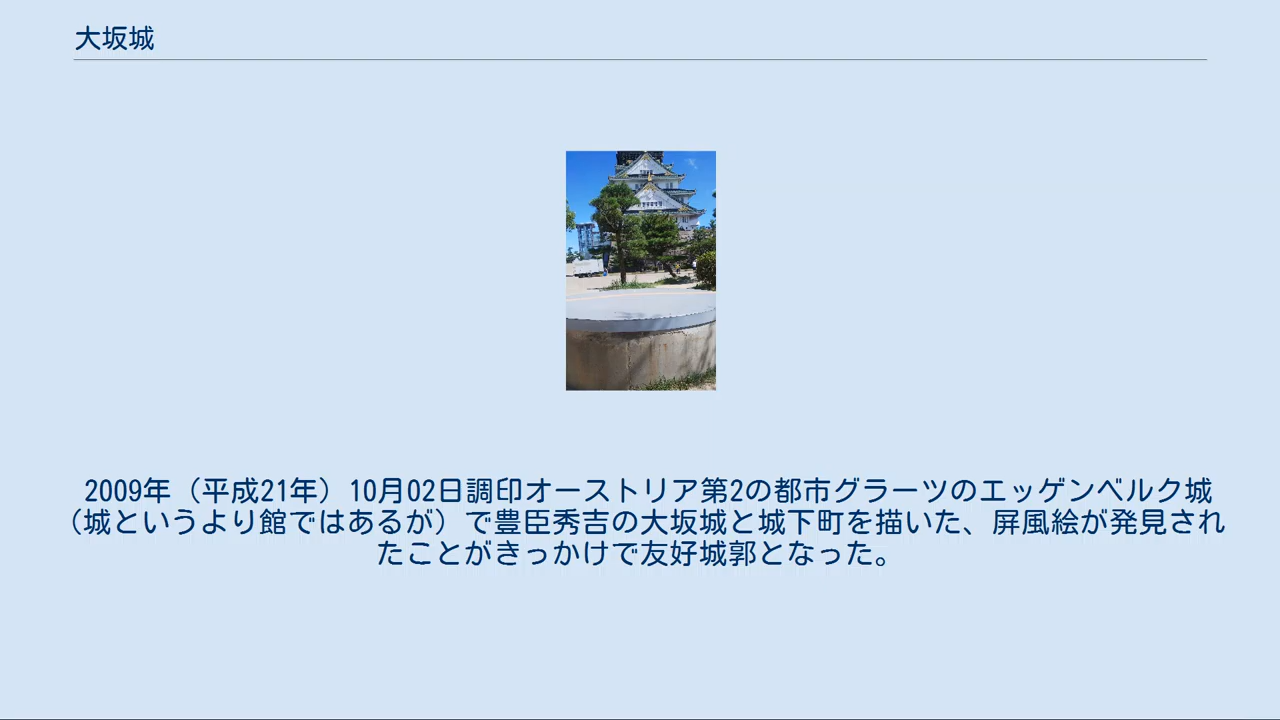 大坂城
2009年（平成21年）10月02日調印オーストリア第2の都市グラーツのエッゲンベルク城
（城というより館ではあるが）で豊臣秀吉の大坂城と城下町を描いた、屏風絵が発見され
たことがきっかけで友好城郭となった。